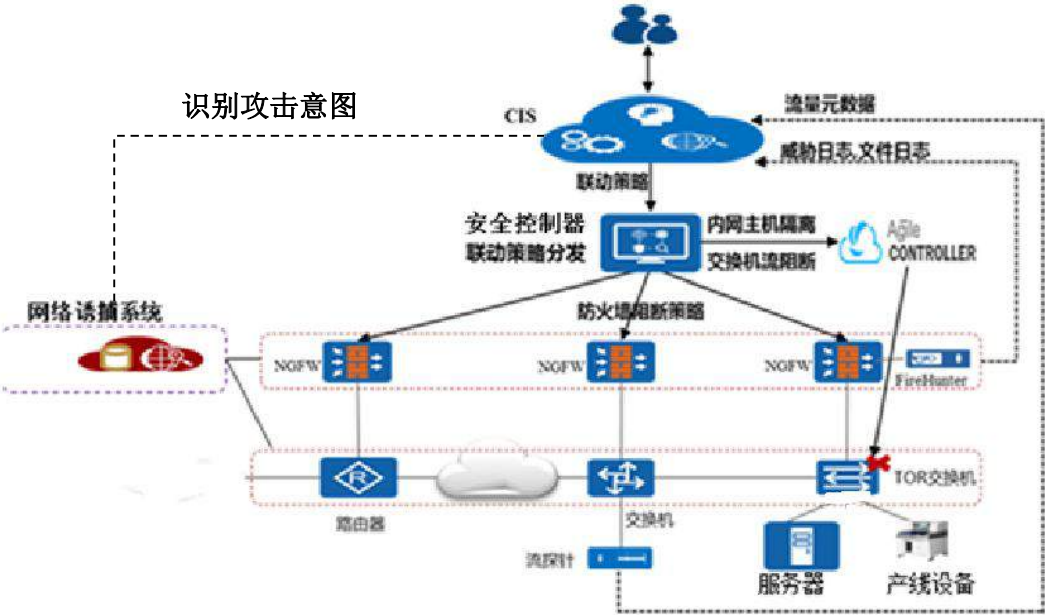 识别攻击意图
CIS
流量元数据
威胁日志,文件日志
联动策略
安全控制器
联动策略分发
内网主机隔离
交换机流阻断
Agile
CONTROLLER
网络诱捕系统
防火墙阻断策略
NGFW
NGFW
NGFW
FireHunter
R
TOR交换机
路由器
交换机
流探针
服务器
产线设备